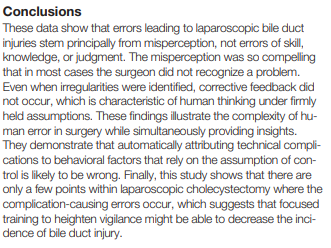 Conclusions
These data show that errors leading to laparoscopic bile duct
injuries stem principally from misperception, not errors of skill,
knowledge, or judgment. The misperception was so compelling
that in most cases the surgeon did not recognize a problem.
Even when irregularities were identified, corrective feedback did
not occur, which is characteristic of human thinking under firmly
held assumptions. These findings illustrate the complexity of hu-
man error in surgery while simultaneously providing insights.
They demonstrate that automatically attributing technical compli-
cations to behavioral factors that rely on the assumption of con-
trol is likely to be wrong. Finally, this study shows that there are
only a few points within laparoscopic cholecystectomy where the
complication-causing errors occur, which suggests that focused
training to heighten vigilance might be able to decrease the inci-
dence of bile duct injury.